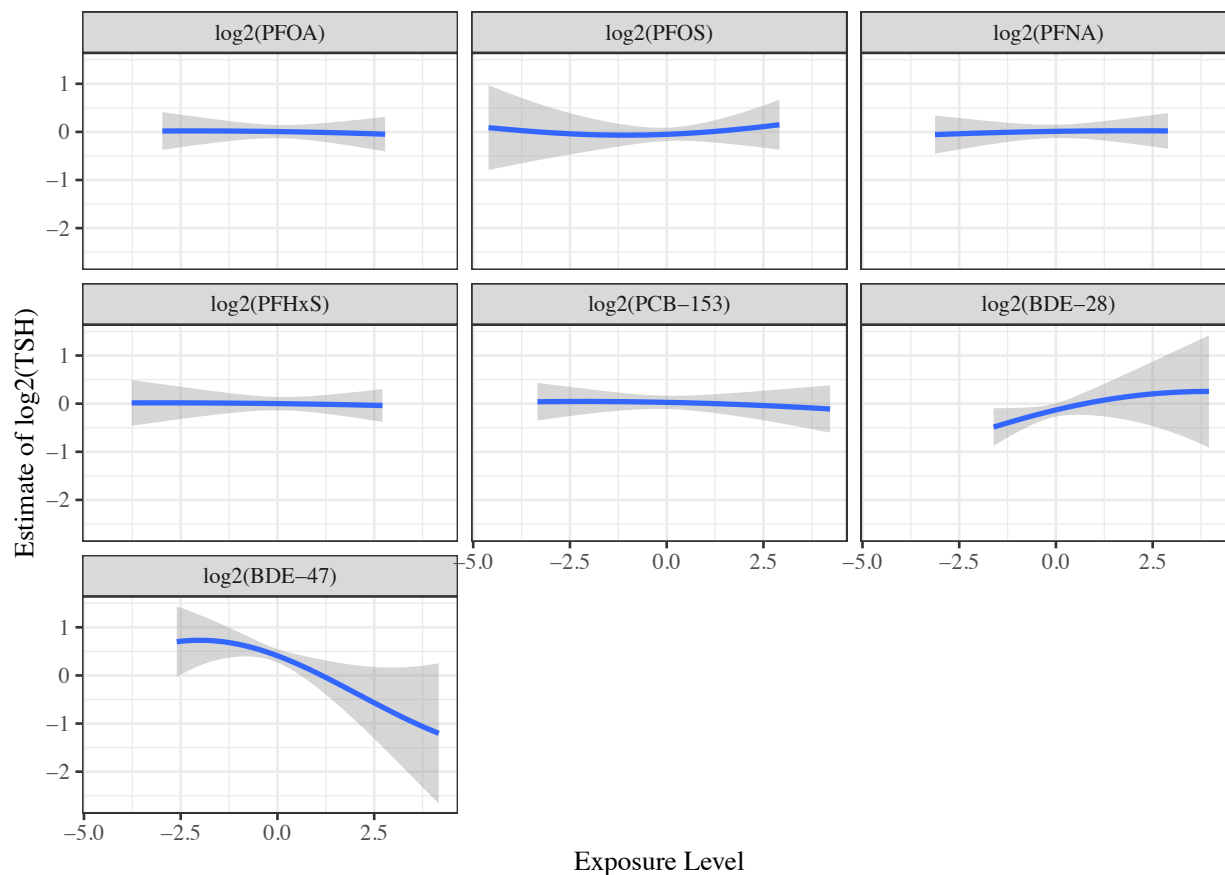 log2(PFOA) log2(PFOS) log2(PFNA)
1
0
−1
−2
log2(PFHxS) log2(PCB−153) log2(BDE−28)
1
0
−1
−2
−5.0 −2.5 0.0 2.5 −5.0 −2.5 0.0 2.5
log2(BDE−47)
1
0
−1
−2
−5.0 −2.5 0.0 2.5
Estimate of log2(TSH)
Exposure Level